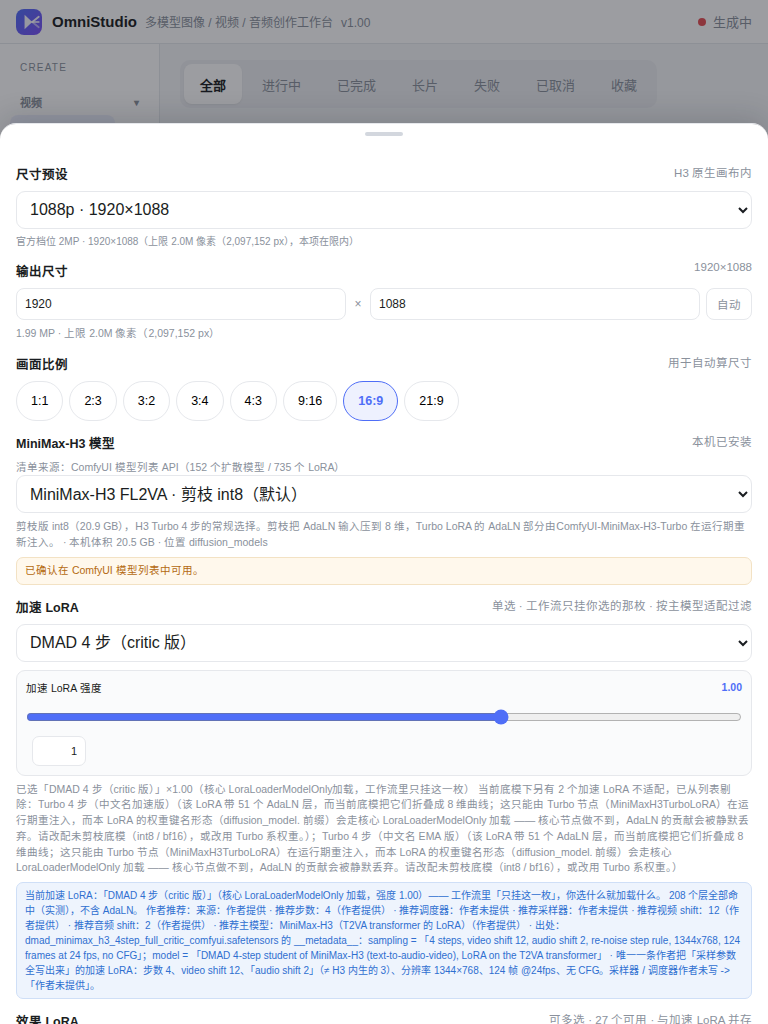 OmniStudio 多模型图像 / 视频 / 音频创作工作台 v1.00 生成中
CREATE
视频 ▾
全部 进行中 已完成 长片 失败 已取消 收藏
尺寸预设 H3 原生画布内
1088p · 1920×1088
官方档位 2MP · 1920×1088（上限 2.0M 像素（2,097,152 px），本项在限内）
输出尺寸 1920×1088
1920 × 1088 自动
1.99 MP · 上限 2.0M 像素（2,097,152 px）
画面比例 用于自动算尺寸
1:1 2:3 3:2 3:4 4:3 9:16 16:9 21:9
MiniMax-H3 模型 本机已安装
清单来源：ComfyUI 模型列表 API（152 个扩散模型 / 735 个 LoRA）
MiniMax-H3 FL2VA · 剪枝 int8（默认）
剪枝版 int8（20.9 GB），H3 Turbo 4 步的常规选择。剪枝把 AdaLN 输入压到 8 维，Turbo LoRA 的 AdaLN 部分由ComfyUI-MiniMax-H3-Turbo 在运行期重
新注入。 · 本机体积 20.5 GB · 位置 diffusion_models
已确认在 ComfyUI 模型列表中可用。
加速 LoRA 单选 · 工作流只挂你选的那枚 · 按主模型适配过滤
DMAD 4 步（critic 版）
加速 LoRA 强度 1.00
1
已选「DMAD 4 步（critic 版）」×1.00（核心 LoraLoaderModelOnly加载，工作流里只挂这一枚） 当前底模下另有 2 个加速 LoRA 不适配，已从列表剔
除：Turbo 4 步（中文名加速版）（该 LoRA 带 51 个 AdaLN 层，而当前底模把它们折叠成 8 维曲线；这只能由 Turbo 节点（MiniMaxH3TurboLoRA）在运
行期重注入，而本 LoRA 的权重键名形态（diffusion_model. 前缀）会走核心 LoraLoaderModelOnly 加载 —— 核心节点做不到，AdaLN 的贡献会被静默丢
弃。请改配未剪枝底模（int8 / bf16），或改用 Turbo 系权重。）；Turbo 4 步（中文名 EMA 版）（该 LoRA 带 51 个 AdaLN 层，而当前底模把它们折叠成 8
维曲线；这只能由 Turbo 节点（MiniMaxH3TurboLoRA）在运行期重注入，而本 LoRA 的权重键名形态（diffusion_model. 前缀）会走核心
LoraLoaderModelOnly 加载 —— 核心节点做不到，AdaLN 的贡献会被静默丢弃。请改配未剪枝底模（int8 / bf16），或改用 Turbo 系权重。）
当前加速 LoRA：「DMAD 4 步（critic 版）」（核心 LoraLoaderModelOnly 加载，强度 1.00）—— 工作流里「只挂这一枚」，你选什么就加载什么。 208 个层全部命
中（实测），不含 AdaLN。 作者推荐：来源：作者提供 · 推荐步数：4（作者提供） · 推荐调度器：作者未提供 · 推荐采样器：作者未提供 · 推荐视频 shift：12（作
者提供） · 推荐音频 shift：2（作者提供） · 推荐主模型：MiniMax-H3（T2VA transformer 的 LoRA）（作者提供） · 出处：
dmad_minimax_h3_4step_full_critic_comfyui.safetensors 的 __metadata__：sampling = 「4 steps, video shift 12, audio shift 2, re-noise step rule, 1344x768, 124
frames at 24 fps, no CFG」；model = 「DMAD 4-step student of MiniMax-H3 (text-to-audio-video), LoRA on the T2VA transformer」 · 唯一一条作者把「采样参数
全写出来」的加速 LoRA：步数 4、video shift 12、「audio shift 2」（≠ H3 内生的 3）、分辨率 1344×768、124 帧 @24fps、无 CFG。采样器 / 调度器作者未写 ->
「作者未提供」。
效果 LoRA 可多选 · 27 个可用 · 与加速 LoRA 并存